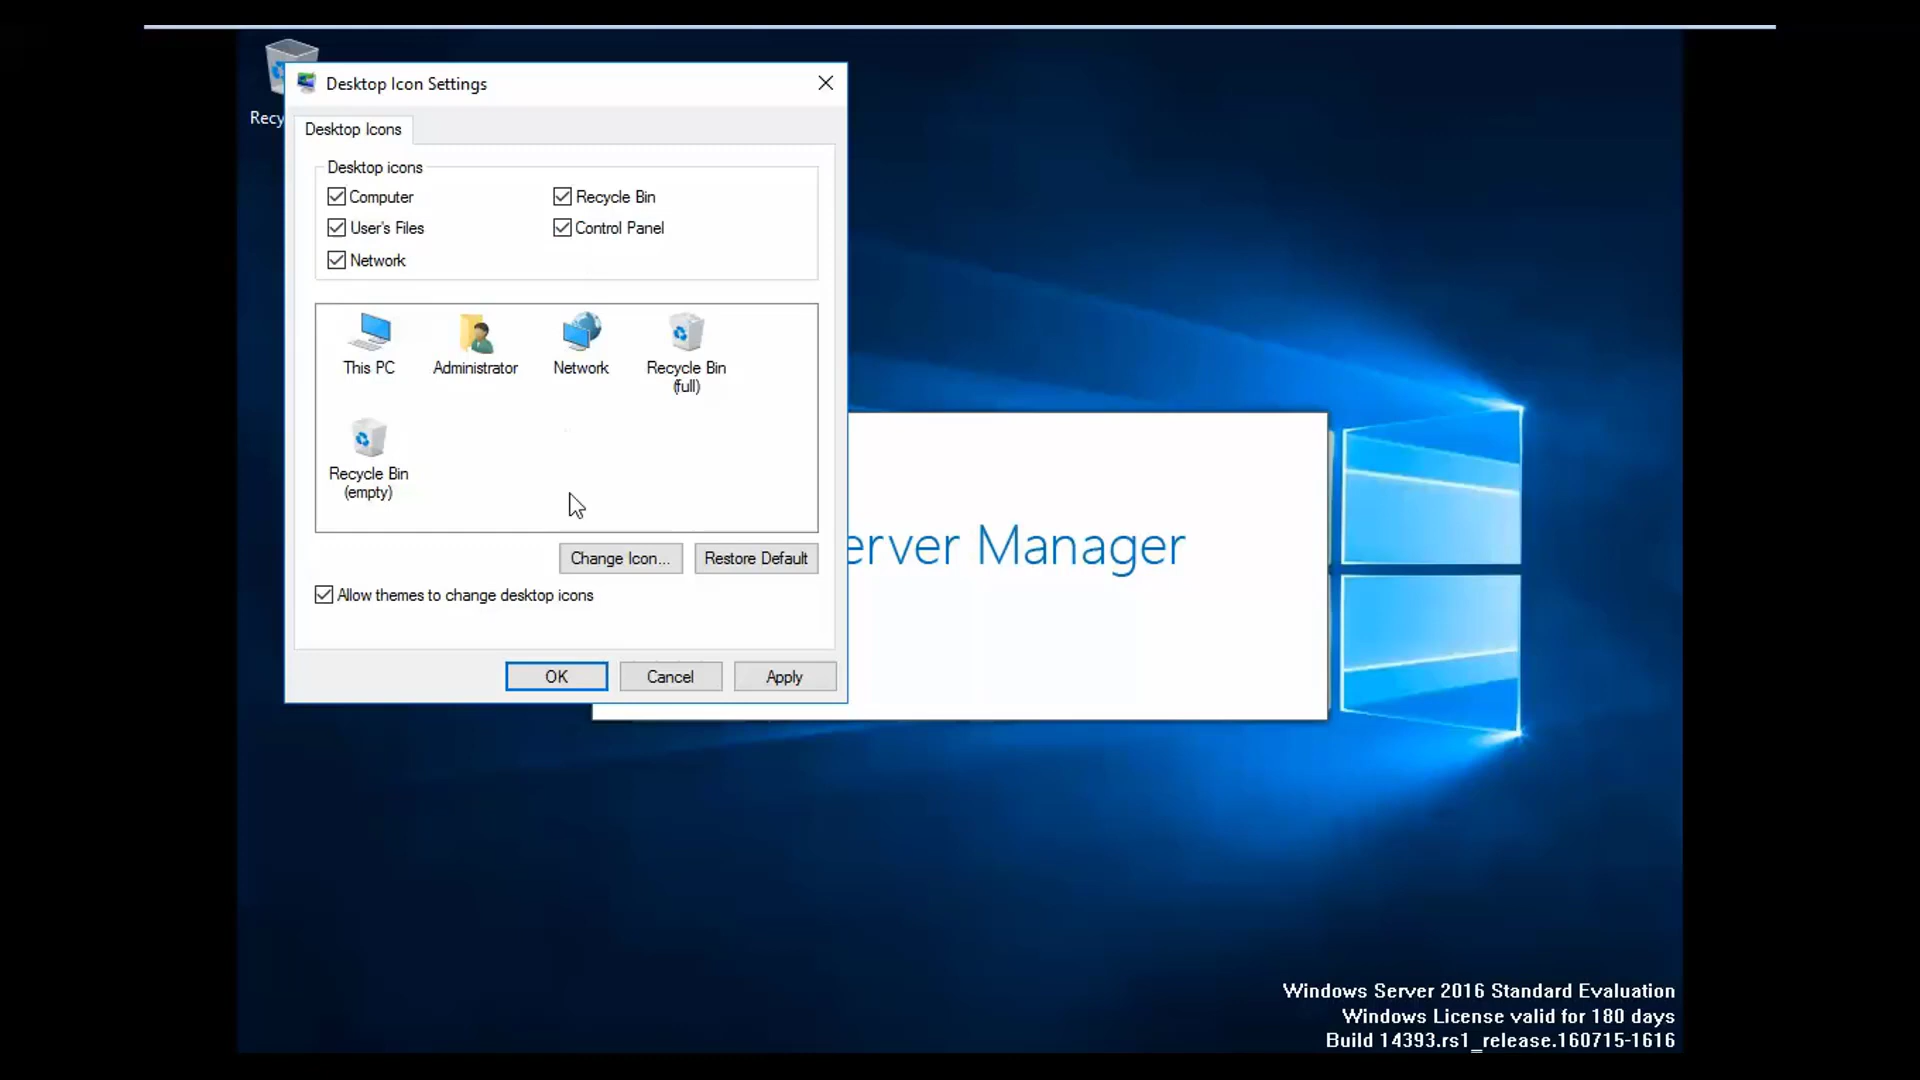 Recy
Desktop Icon Settings
Desktop Icons
Desktop icons
Computer
Recycle Bin
User's Files
Control Panel
Network
This PC
Administrator
Network
Recycle Bin
(full)
Recycle Bin
(empty)
Change Icon...
Restore Default
Allow themes to change desktop icons
OK
Cancel
Apply
erver Manager
Windows Server 2016 Standard Evaluation
Windows License valid for 180 days
Build 14393.rs1_release.160715-1616